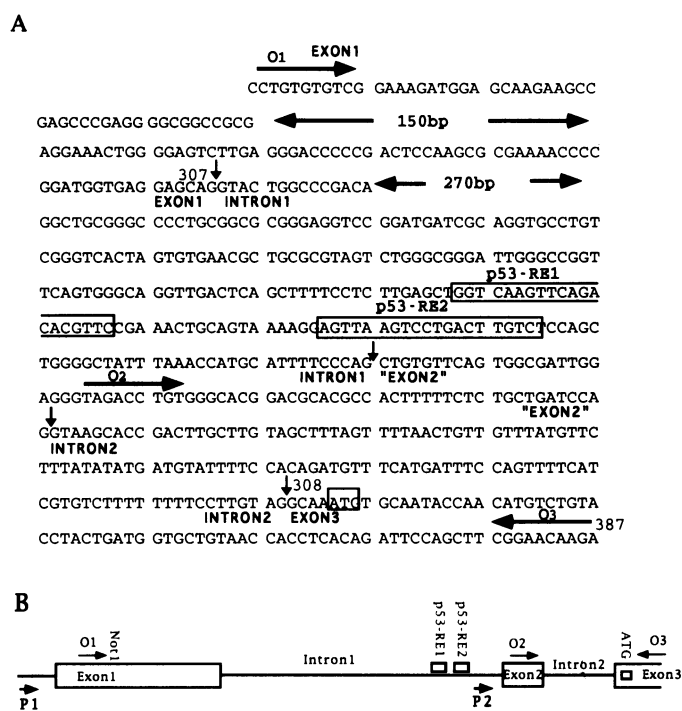 A
O1 EXON1
CCTGTGTGTCG GAAAGATGGA GCAAGAAGCC
GAGCCCGAGG GGCGGCCGCG 150bp
AGGAAACTGG GGAGTCTTGA GGGACCCCCG ACTCCAAGCG CGAAAACCCC
307
GGATGGTGAG GAGCAGGTAC TGGCCCGACA 270bp
EXON1 INTRON1
GGCTGCGGGC CCCTGCGGCG CGGGAGGTCC GGATGATCGC AGGTGCCTGT
CGGGTCACTA GTGTGAACGC TGCGCGTAGT CTGGGCGGGA TTGGGCCGGT
p53-RE1
TCAGTGGGCA GGTTGACTCA GCTTTTCCTC TTGAGCTGGT CAAGTTCAGA
p53-RE2
CACGTTCCGA AACTGCAGTA AAAGGAGTTA AGTCCTGACT TGTCTCCAGC
TGGGGCTATT TAAACCATGC ATTTTCCCAG CTGTGTTCAG TGGCGATTGG
INTRON1 "EXON2"
O2
AGGGTAGACC TGTGGGCACG GACGCACGCC ACTTTTTCTC TGCTGATCCA
"EXON2"
GGTAAGCACC GACTTGCTTG TAGCTTTAGT TTTAACTGTT GTTTATGTTC
INTRON2
TTTATATATG ATGTATTTTC CACAGATGTT TCATGATTTC CAGTTTTCAT
308
CGTGTCTTTT TTTTCCTTGT AGGCAAATGT GCAATACCAA CATGTCTGTA
INTRON2 EXON3
O3 387
CCTACTGATG GTGCTGTAAC CACCTCACAG ATTCCAGCTT CGGAACAAGA
B
O1 Not1 p53-RE1 p53-RE2 O2 ATG O3
Exon1 Intron1 Exon2 Intron2 Exon3
P1 P2